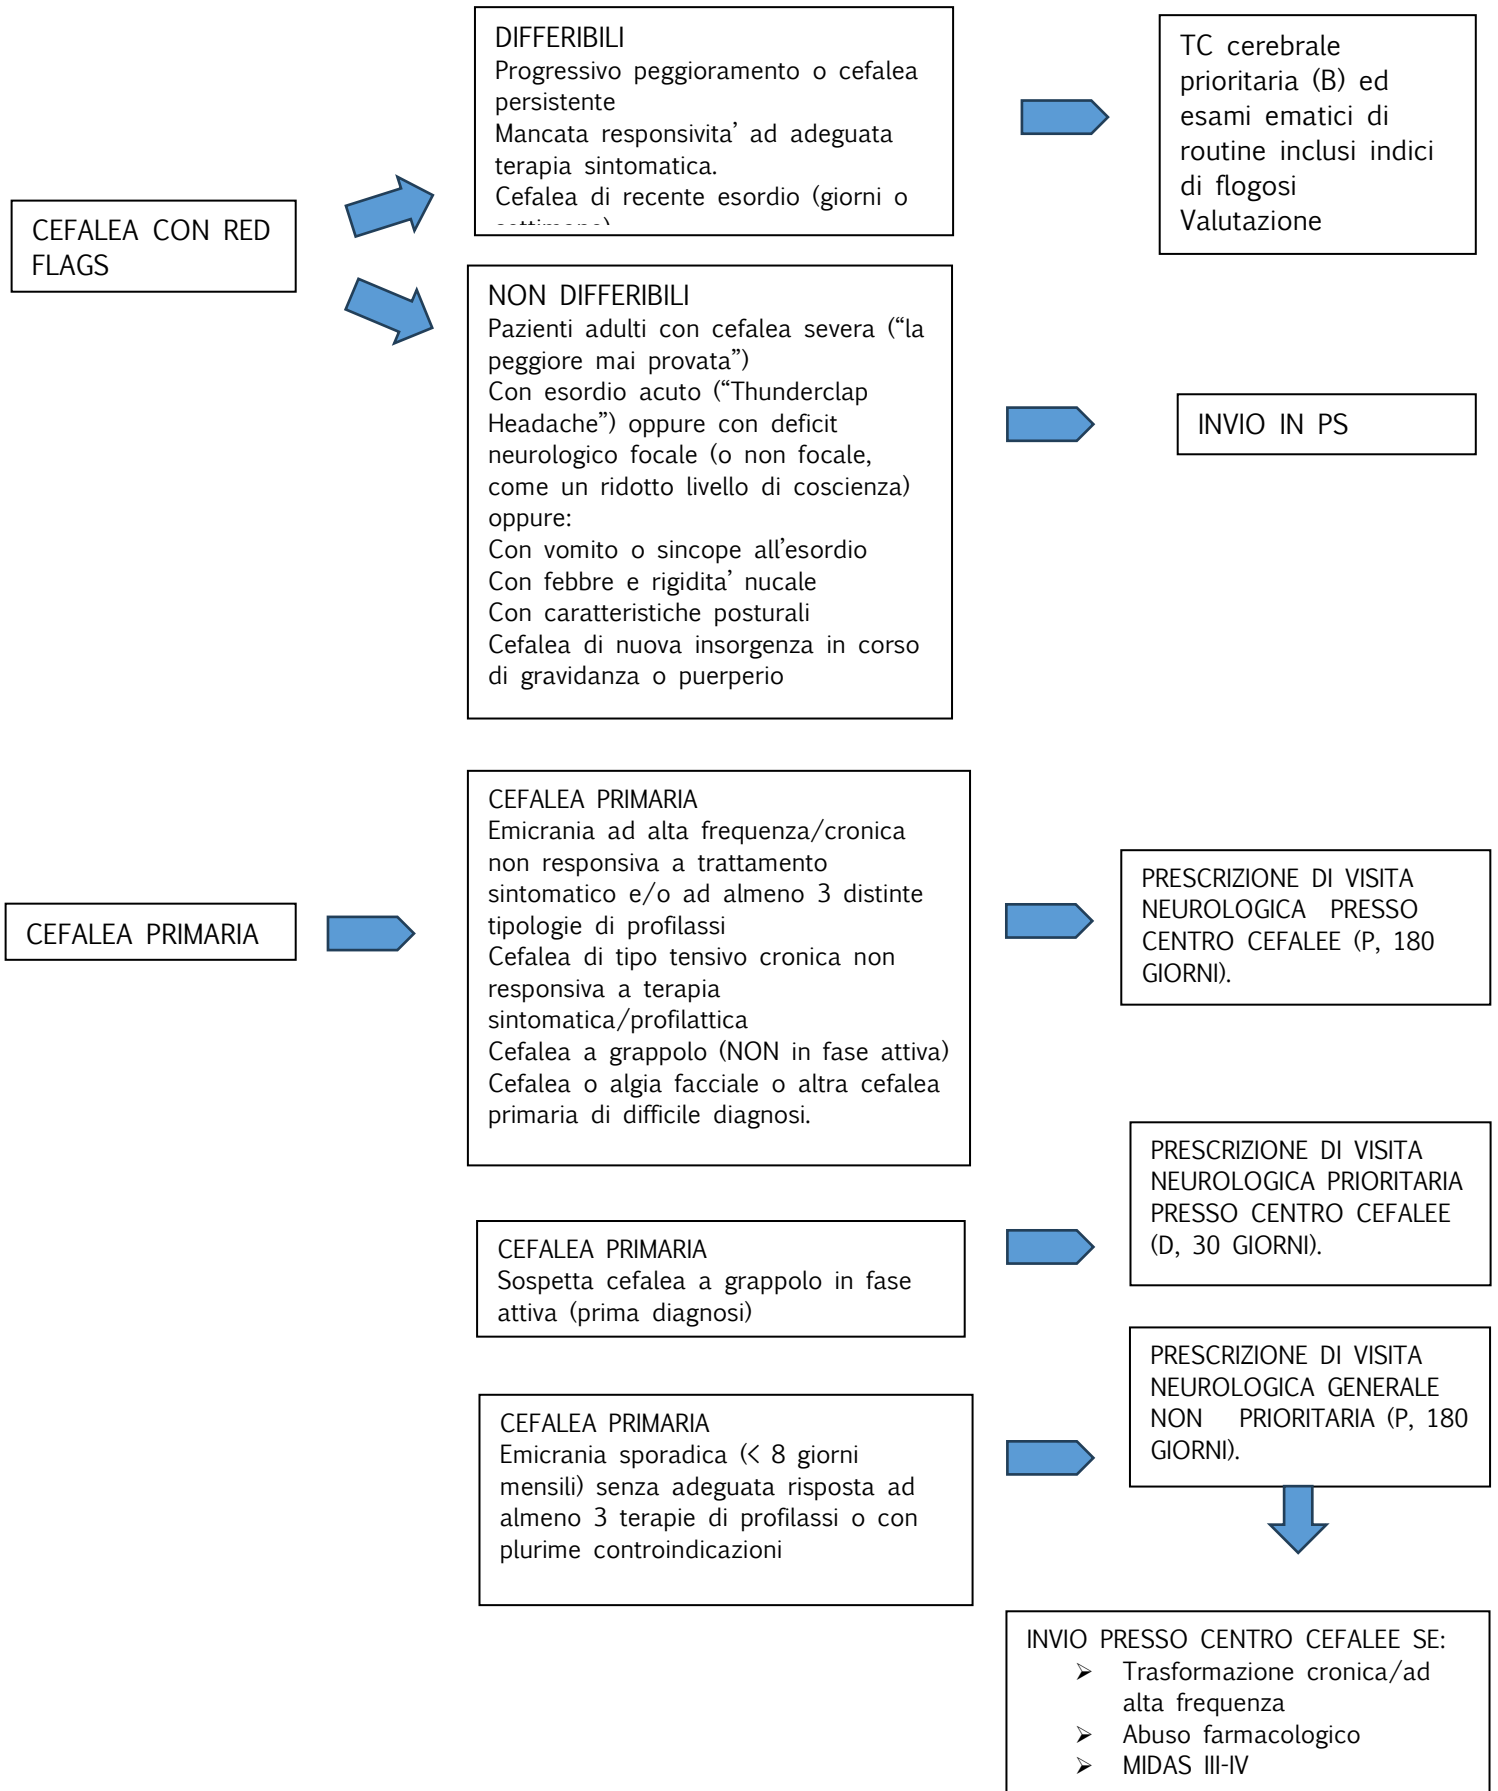 DIFFERIBILI
Progressivo peggioramento o cefalea
persistente
Mancata responsivita’ ad adeguata
terapia sintomatica.
Cefalea di recente esordio (giorni o
TC cerebrale
prioritaria (B) ed
esami ematici di
routine inclusi indici
di flogosi
Valutazione
CEFALEA CON RED
FLAGS
NON DIFFERIBILI
Pazienti adulti con cefalea severa (“la
peggiore mai provata”)
Con esordio acuto (“Thunderclap
Headache”) oppure con deficit
neurologico focale (o non focale,
come un ridotto livello di coscienza)
oppure:
Con vomito o sincope all’esordio
Con febbre e rigidita’ nucale
Con caratteristiche posturali
Cefalea di nuova insorgenza in corso
di gravidanza o puerperio
INVIO IN PS
CEFALEA PRIMARIA
CEFALEA PRIMARIA
Emicrania ad alta frequenza/cronica
non responsiva a trattamento
sintomatico e/o ad almeno 3 distinte
tipologie di profilassi
Cefalea di tipo tensivo cronica non
responsiva a terapia
sintomatica/profilattica
Cefalea a grappolo (NON in fase attiva)
Cefalea o algia facciale o altra cefalea
primaria di difficile diagnosi.
PRESCRIZIONE DI VISITA
NEUROLOGICA PRESSO
CENTRO CEFALEE (P, 180
GIORNI).
CEFALEA PRIMARIA
Sospetta cefalea a grappolo in fase
attiva (prima diagnosi)
PRESCRIZIONE DI VISITA
NEUROLOGICA PRIORITARIA
PRESSO CENTRO CEFALEE
(D, 30 GIORNI).
CEFALEA PRIMARIA
Emicrania sporadica (< 8 giorni
mensili) senza adeguata risposta ad
almeno 3 terapie di profilassi o con
plurime controindicazioni
PRESCRIZIONE DI VISITA
NEUROLOGICA GENERALE
NON PRIORITARIA (P, 180
GIORNI).
INVIO PRESSO CENTRO CEFALEE SE:
➢ Trasformazione cronica/ad
alta frequenza
➢ Abuso farmacologico
➢ MIDAS III-IV